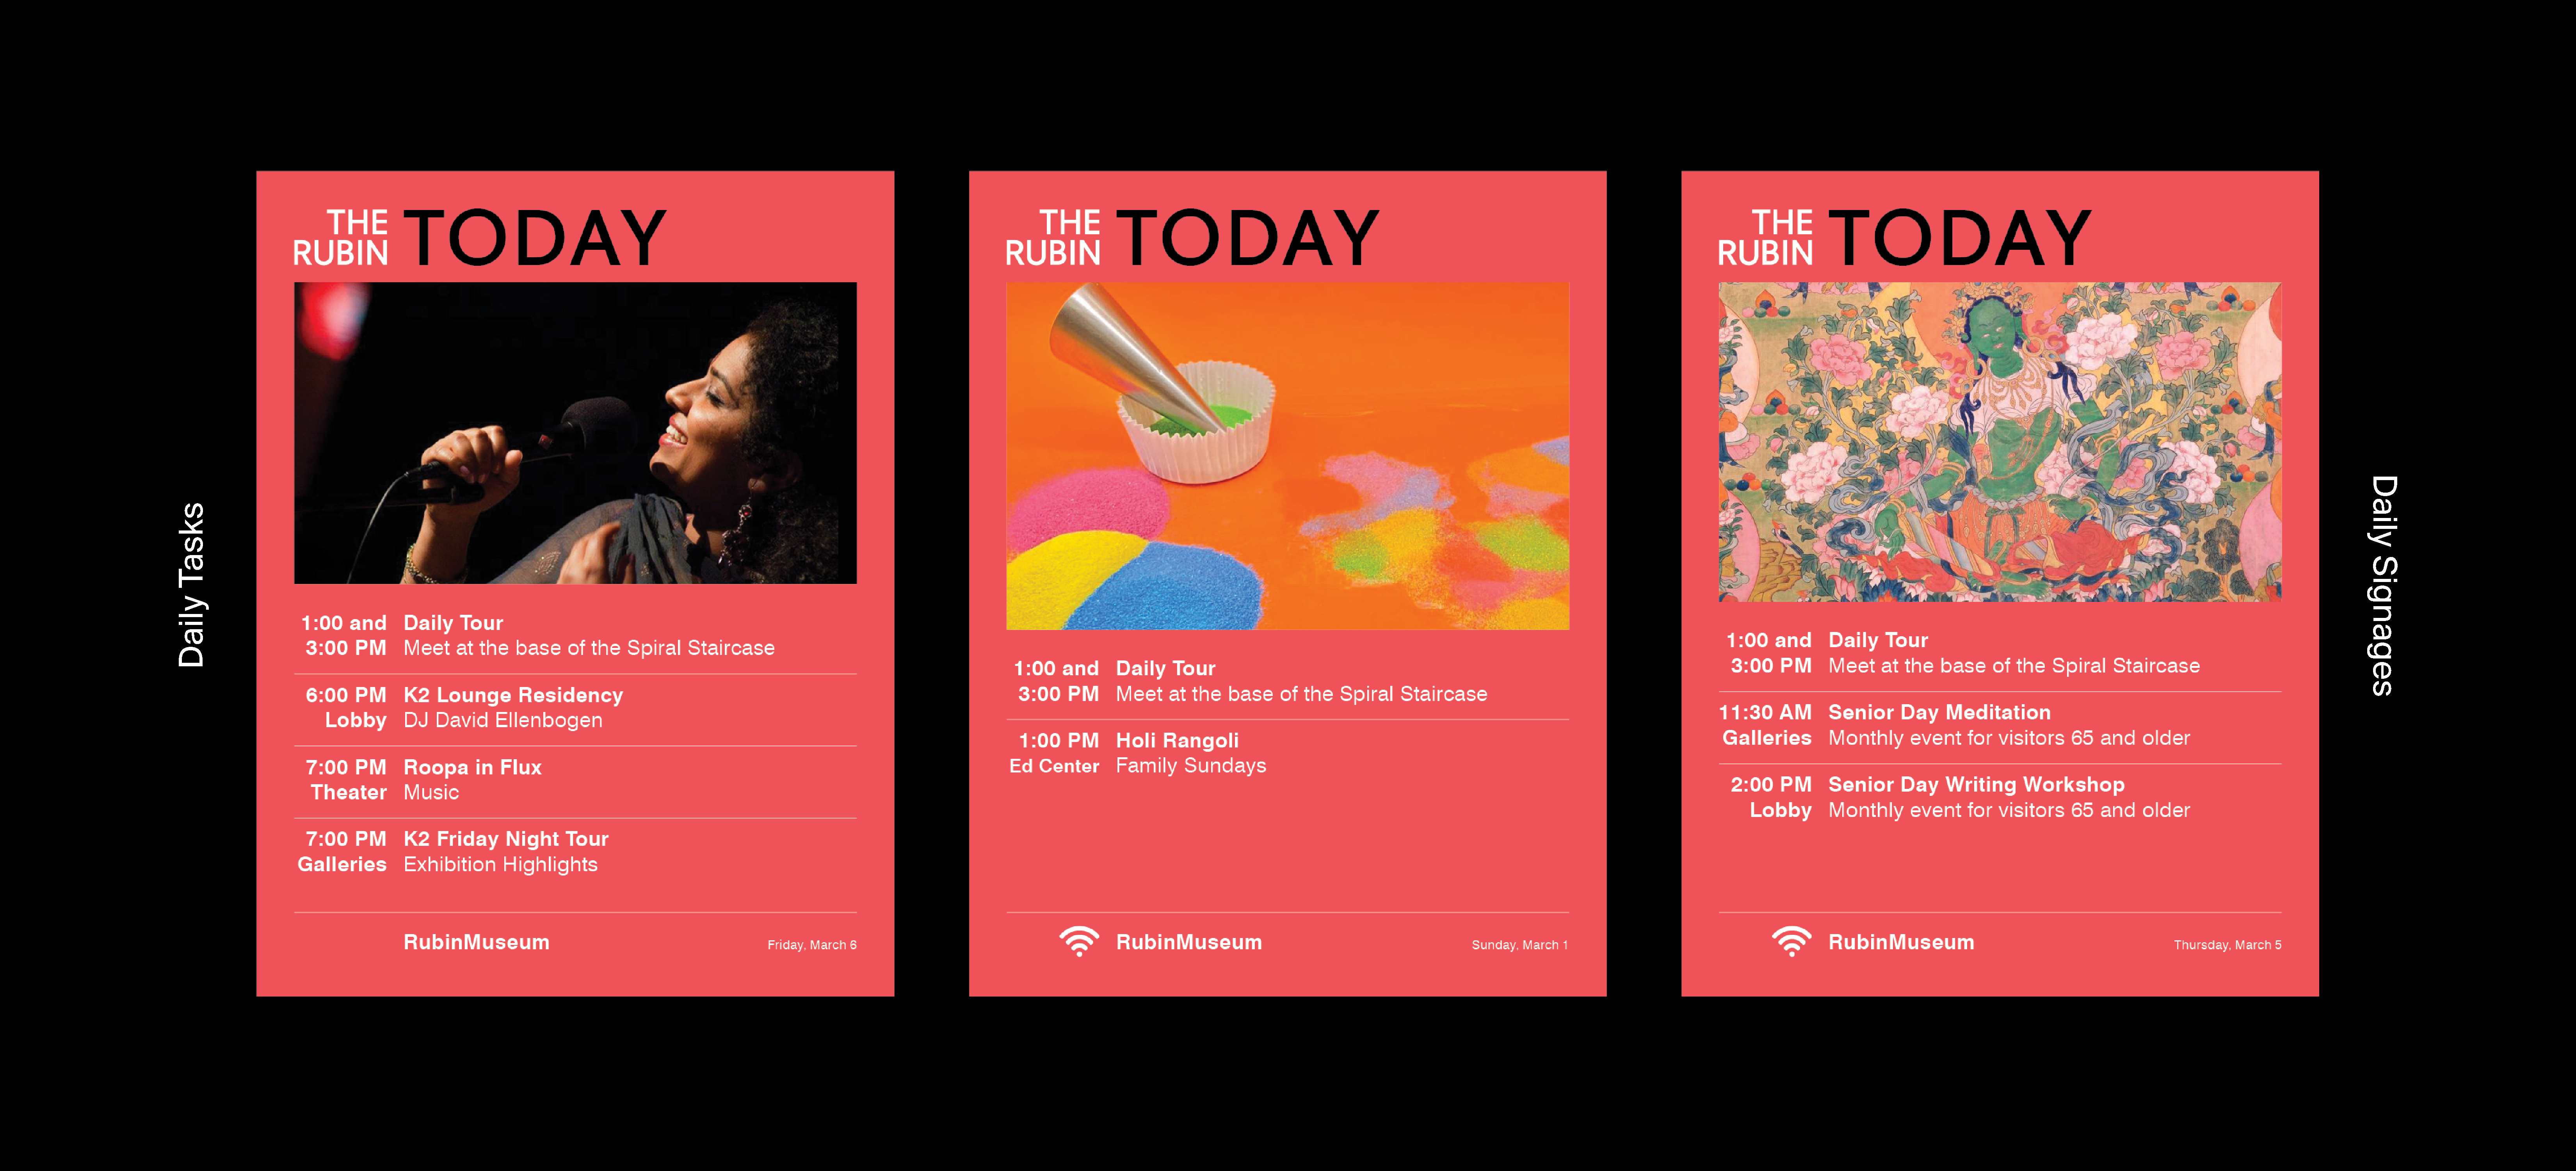 Daily Tasks
THE
RUBIN
TODAY
1:00 and Daily Tour
3:00 PM Meet at the base of the Spiral Staircase
6:00 PM K2 Lounge Residency
Lobby DJ David Ellenbogen
7:00 PM Roopa in Flux
Theater Music
7:00 PM K2 Friday Night Tour
Galleries Exhibition Highlights
RubinMuseum Friday, March 6
THE
RUBIN
TODAY
1:00 and Daily Tour
3:00 PM Meet at the base of the Spiral Staircase
1:00 PM Holi Rangoli
Ed Center Family Sundays
RubinMuseum Sunday, March 1
THE
RUBIN
TODAY
1:00 and Daily Tour
3:00 PM Meet at the base of the Spiral Staircase
11:30 AM Senior Day Meditation
Galleries Monthly event for visitors 65 and older
2:00 PM Senior Day Writing Workshop
Lobby Monthly event for visitors 65 and older
RubinMuseum Thursday, March 5
Daily Signages